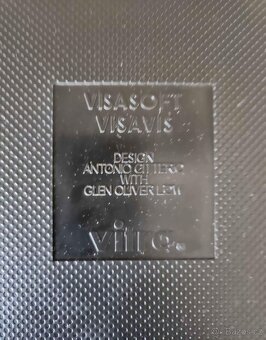 VISASOFT
VISAVIS
DESIGN
ANTONIO CITTERIO
WITH
GLEN OLIVER LÖW
vitra.